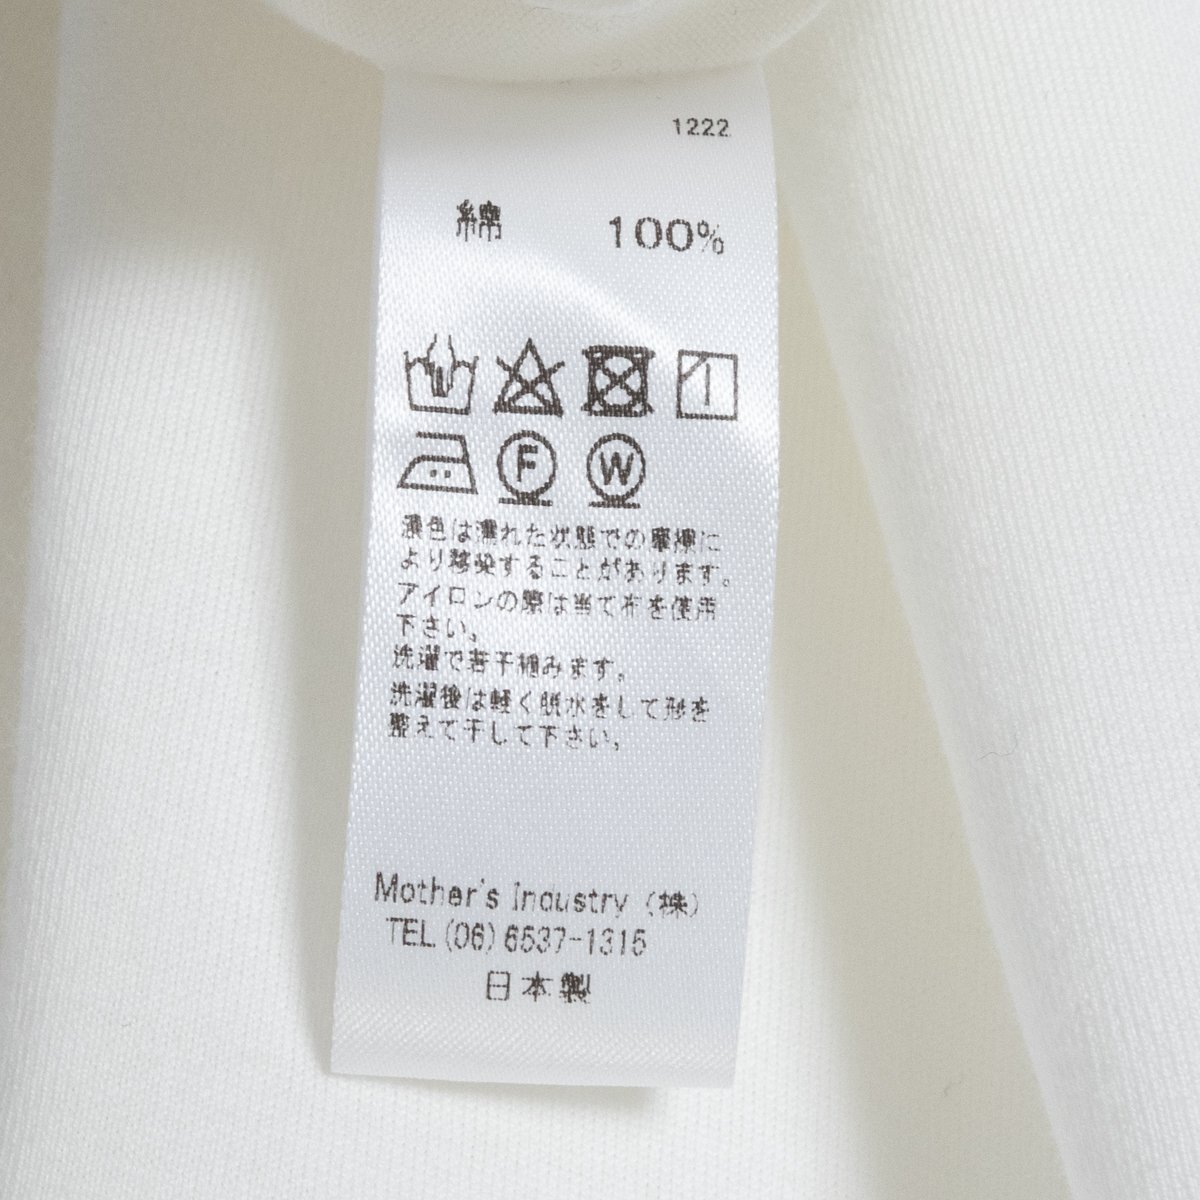 1222
綿 100%
F W
濃色は濡れた状態での摩擦に
より移染することがあります。
アイロンの際は当て布を使用
下さい。
洗濯で若干縮みます。
洗濯後は軽く脱水をして形を
整えて干して下さい。
Mother's Industry (株)
TEL (06) 6537-1315
日本製